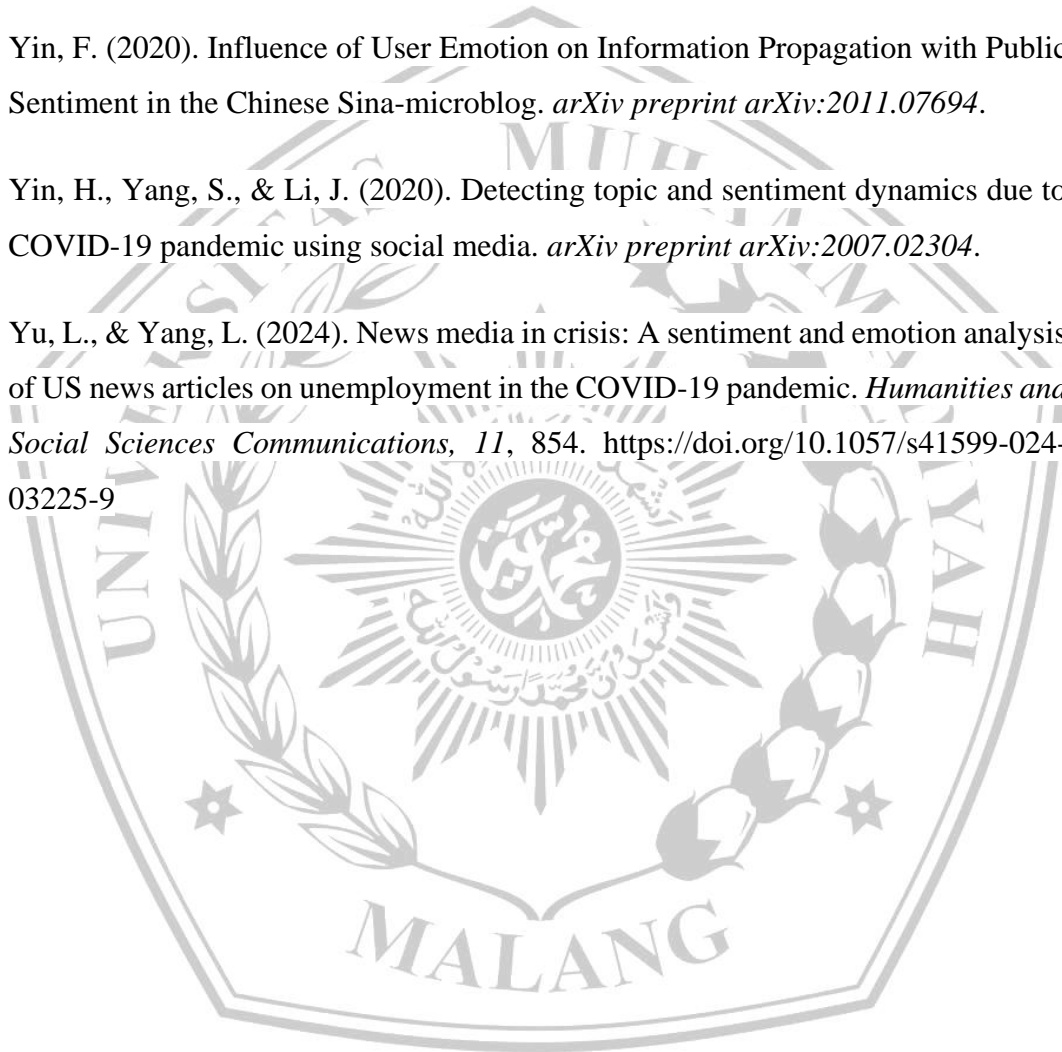 Yin, F. (2020). Influence of User Emotion on Information Propagation with Public
Sentiment in the Chinese Sina-microblog. arXiv preprint arXiv:2011.07694.
Yin, H., Yang, S., & Li, J. (2020). Detecting topic and sentiment dynamics due to
COVID-19 pandemic using social media. arXiv preprint arXiv:2007.02304.
Yu, L., & Yang, L. (2024). News media in crisis: A sentiment and emotion analysis
of US news articles on unemployment in the COVID-19 pandemic. Humanities and
Social Sciences Communications, 11, 854. https://doi.org/10.1057/s41599-024-
03225-9
MALANG